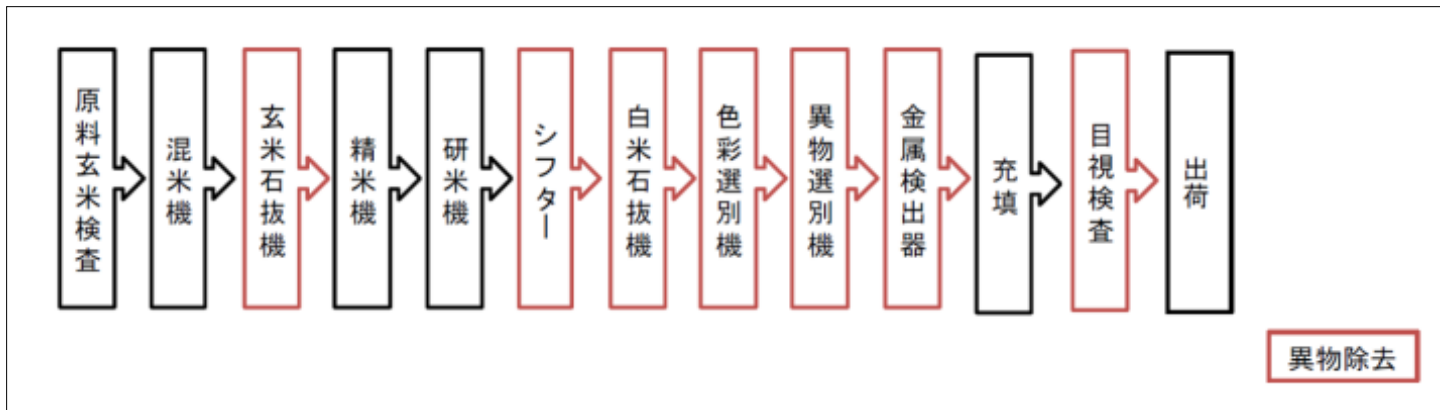 原料玄米検査
混米機
玄米石抜機
精米機
研米機
シフター
白米石抜機
色彩選別機
異物選別機
金属検出器
充填
目視検査
出荷
異物除去